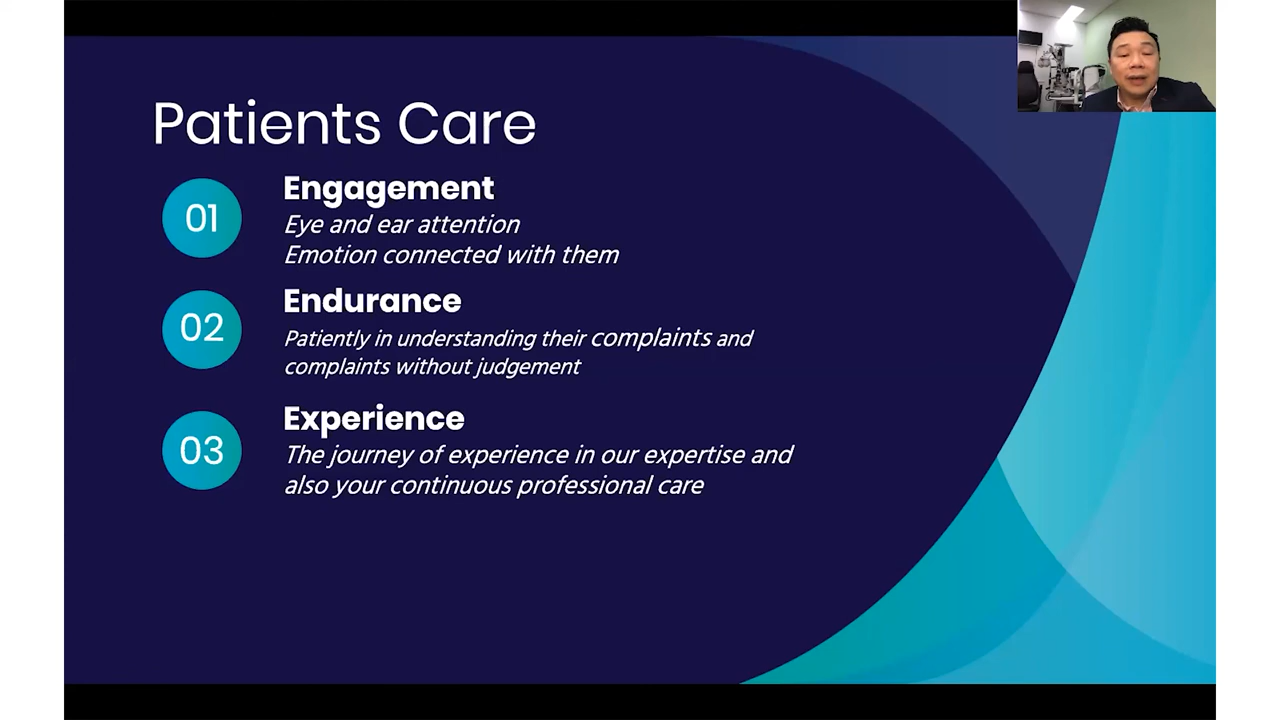 Patients Care
01
Engagement
Eye and ear attention
Emotion connected with them
02
Endurance
Patiently in understanding their complaints and
complaints without judgement
03
Experience
The journey of experience in our expertise and
also your continuous professional care